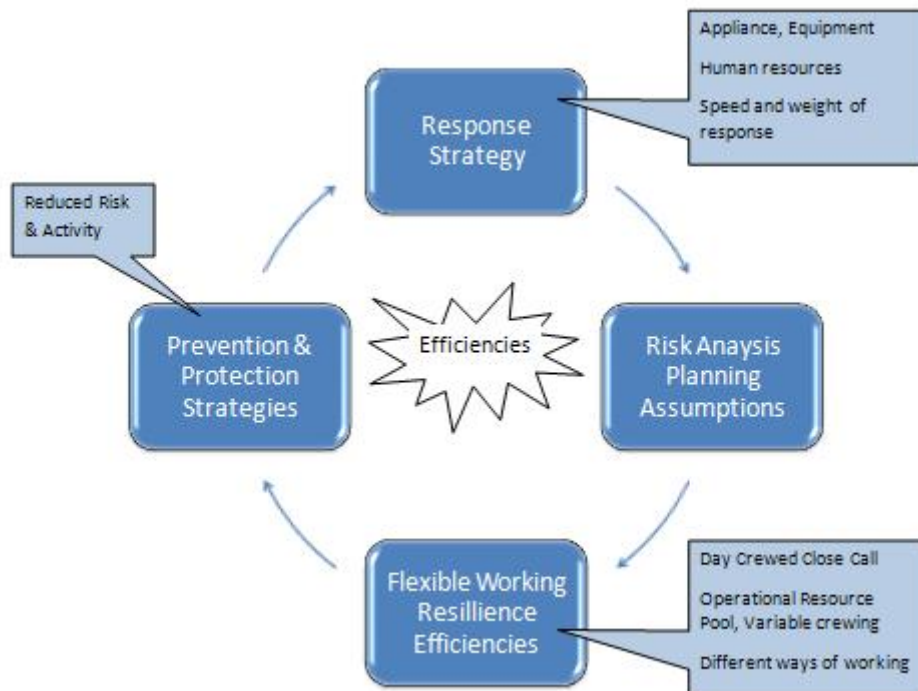 Appliance, Equipment
Human resources
Speed and weight of
response
Response
Strategy
Reduced Risk
& Activity
Prevention &
Protection
Strategies
Efficiencies
Risk Anaysis
Planning
Assumptions
Flexible Working
Resillience
Efficiencies
Day Crewed Close Call
Operational Resource
Pool, Variable crewing
Different ways of working